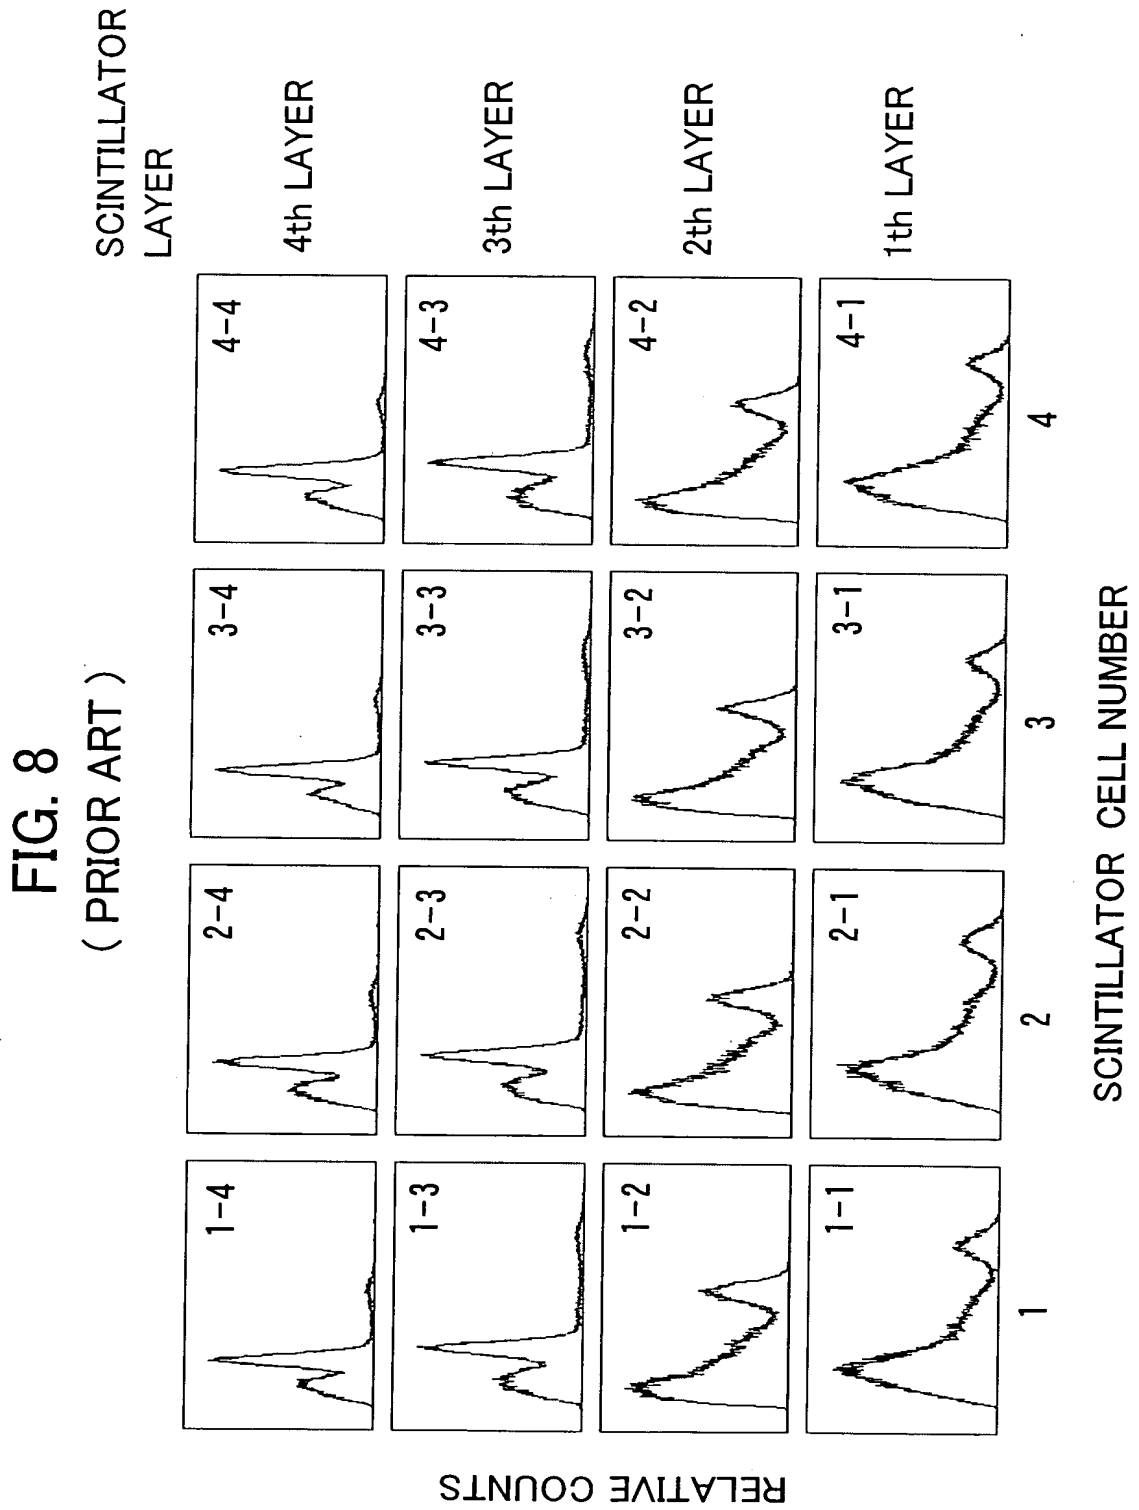 FIG. 8
( PRIOR ART )
SCINTILLATOR
LAYER
1-4
2-4
3-4
4-4
4th LAYER
1-3
2-3
3-3
4-3
3th LAYER
1-2
2-2
3-2
4-2
2th LAYER
1-1
2-1
3-1
4-1
1th LAYER
1
2
3
4
SCINTILLATOR CELL NUMBER
RELATIVE COUNTS